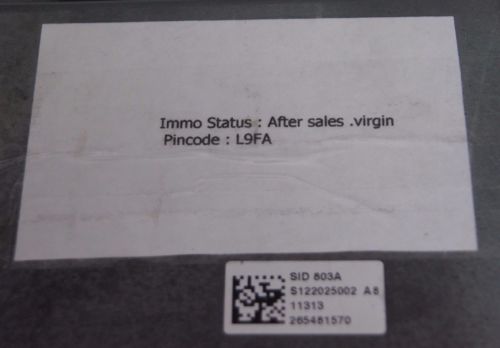 Immo Status : After sales .virgin
Pincode : L9FA
SID 803A
S122025002 A8
11313
265481570